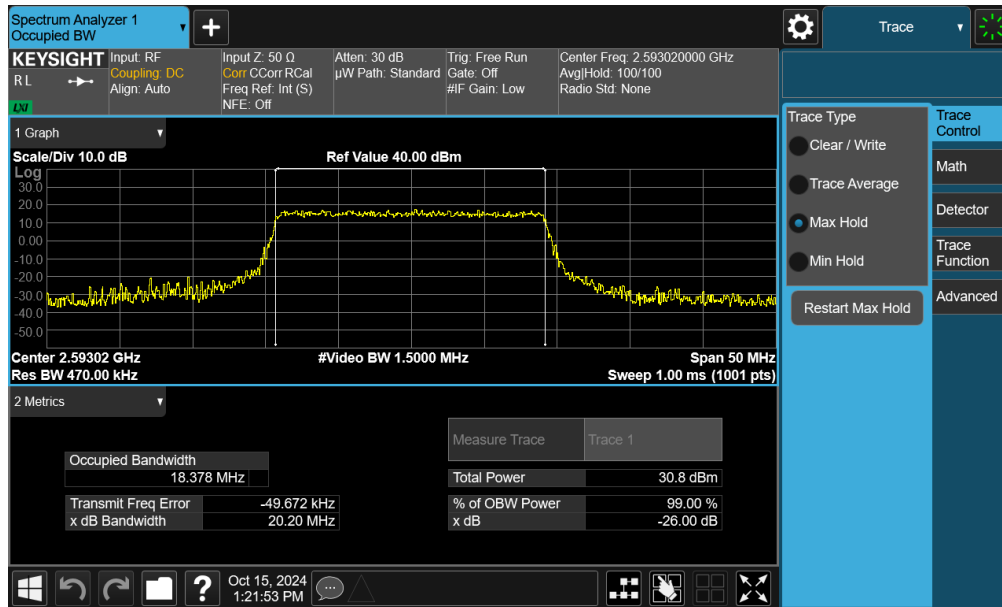 Spectrum Analyzer 1
Occupied BW
+
Trace
KEYSIGHT
R L
LXI
Input: RF
Coupling: DC
Align: Auto
Input Z: 50 Ω
Corr CCorr RCal
Freq Ref: Int (S)
NFE: Off
Atten: 30 dB
µW Path: Standard
Trig: Free Run
Gate: Off
#IF Gain: Low
Center Freq: 2.593020000 GHz
Avg|Hold: 100/100
Radio Std: None
1 Graph
Scale/Div 10.0 dB
Ref Value 40.00 dBm
Log
30.0
20.0
10.0
0.00
-10.0
-20.0
-30.0
-40.0
-50.0
Center 2.59302 GHz
#Video BW 1.5000 MHz
Span 50 MHz
Res BW 470.00 kHz
Sweep 1.00 ms (1001 pts)
2 Metrics
Measure Trace
Trace 1
Occupied Bandwidth
18.378 MHz
Total Power
30.8 dBm
Transmit Freq Error
-49.672 kHz
% of OBW Power
99.00 %
x dB Bandwidth
20.20 MHz
x dB
-26.00 dB
Trace Type
Clear / Write
Trace Average
Max Hold
Min Hold
Restart Max Hold
Trace
Control
Math
Detector
Trace
Function
Advanced
?
Oct 15, 2024
1:21:53 PM